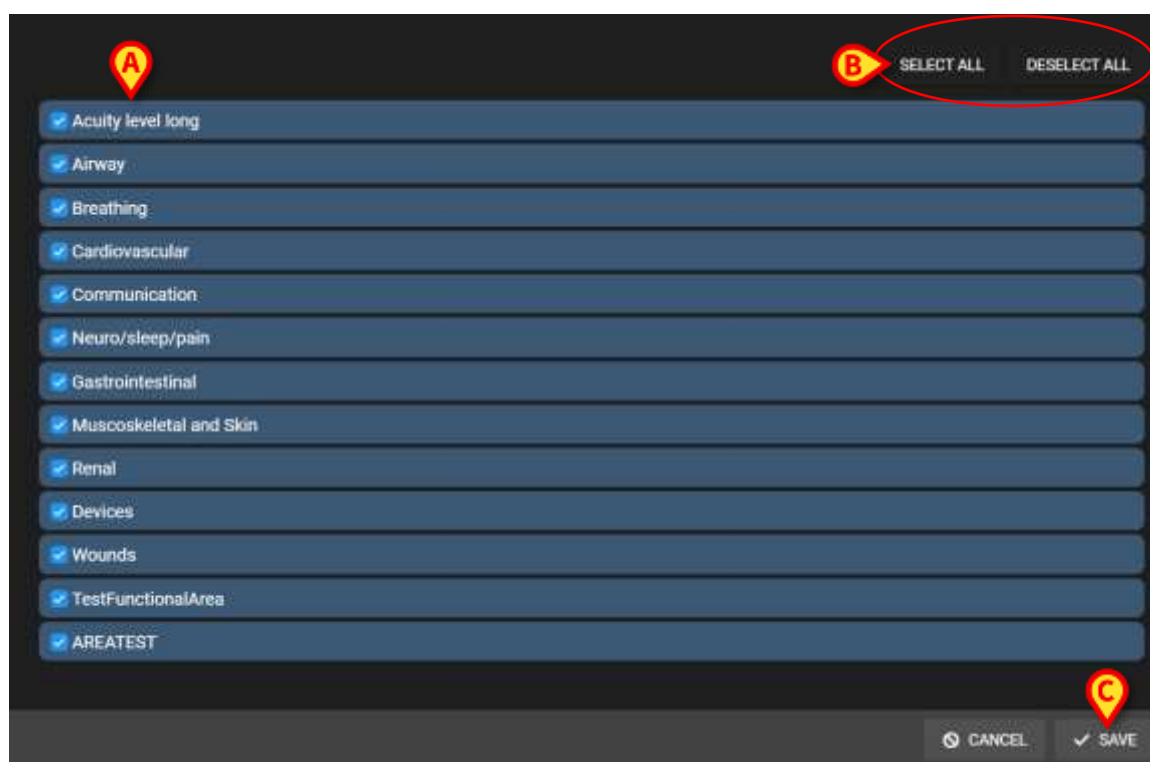 A
B
SELECT ALL DESELECT ALL
Acuity level long
Airway
Breathing
Cardiovascular
Communication
Neuro/sleep/pain
Gastrointestinal
Muscoskeletal and Skin
Renal
Devices
Wounds
TestFunctionalArea
AREATEST
C
CANCEL SAVE